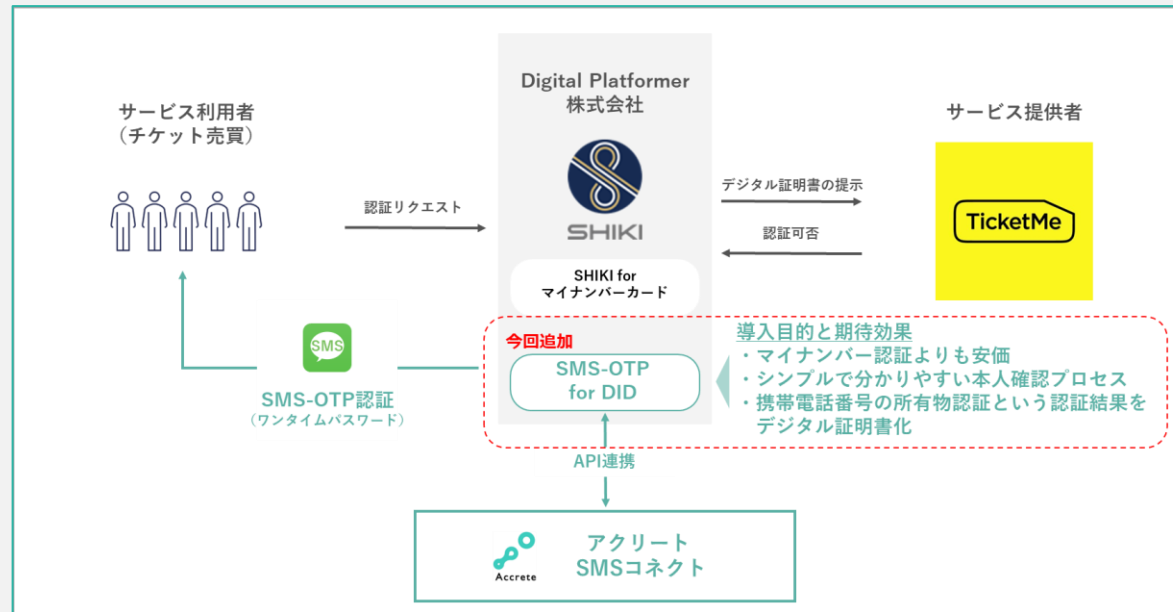 サービス利用者
（チケット売買）
Digital Platformer
株式会社
サービス提供者
SHIKI
認証リクエスト
デジタル証明書の提示
認証可否
TicketMe
SHIKI for
マイナンバーカード
今回追加
SMS-OTP
for DID
導入目的と期待効果
・マイナンバー認証よりも安価
・シンプルで分かりやすい本人確認プロセス
・携帯電話番号の所有物認証という認証結果を
デジタル証明書化
SMS
SMS-OTP認証
（ワンタイムパスワード）
API連携
Accrete
アクリート
SMSコネクト